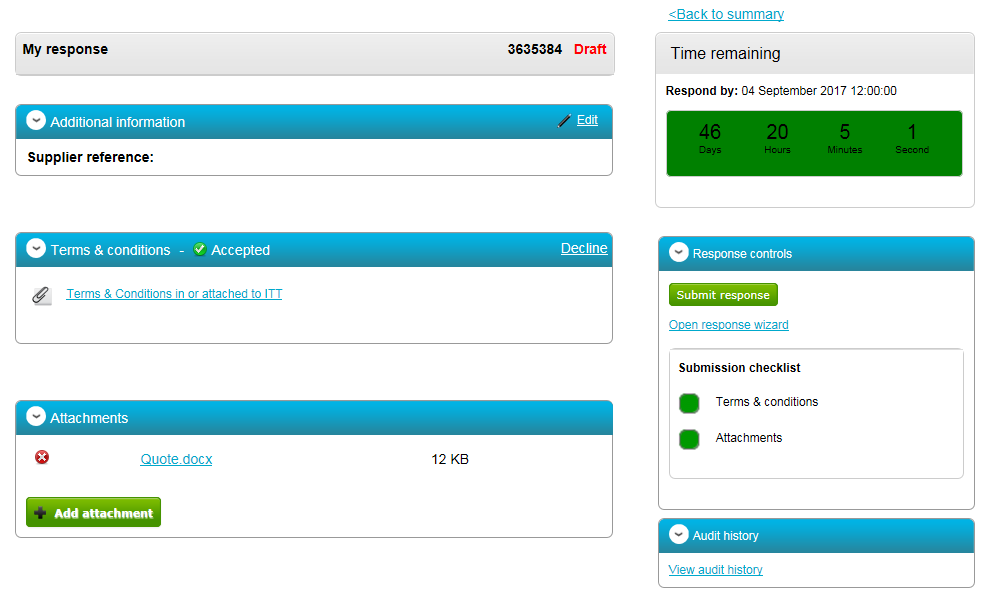 <Back to summary
My response 3635384 Draft
Time remaining
Respond by: 04 September 2017 12:00:00
46 20 5 1
Days Hours Minutes Second
Additional information Edit
Supplier reference:
Terms & conditions - Accepted Decline
Terms & Conditions in or attached to ITT
Response controls
Submit response
Open response wizard
Submission checklist
Terms & conditions
Attachments
Attachments
Quote.docx 12 KB
Add attachment
Audit history
View audit history